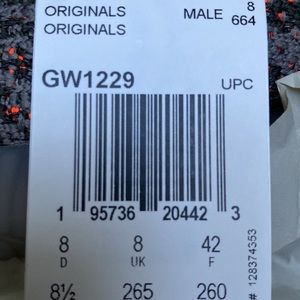 ORIGINALS MALE 8
ORIGINALS 664
GW1229 UPC
1 95736 20442 3
8 8 42
D UK F
8½ 265 260
# 128374353